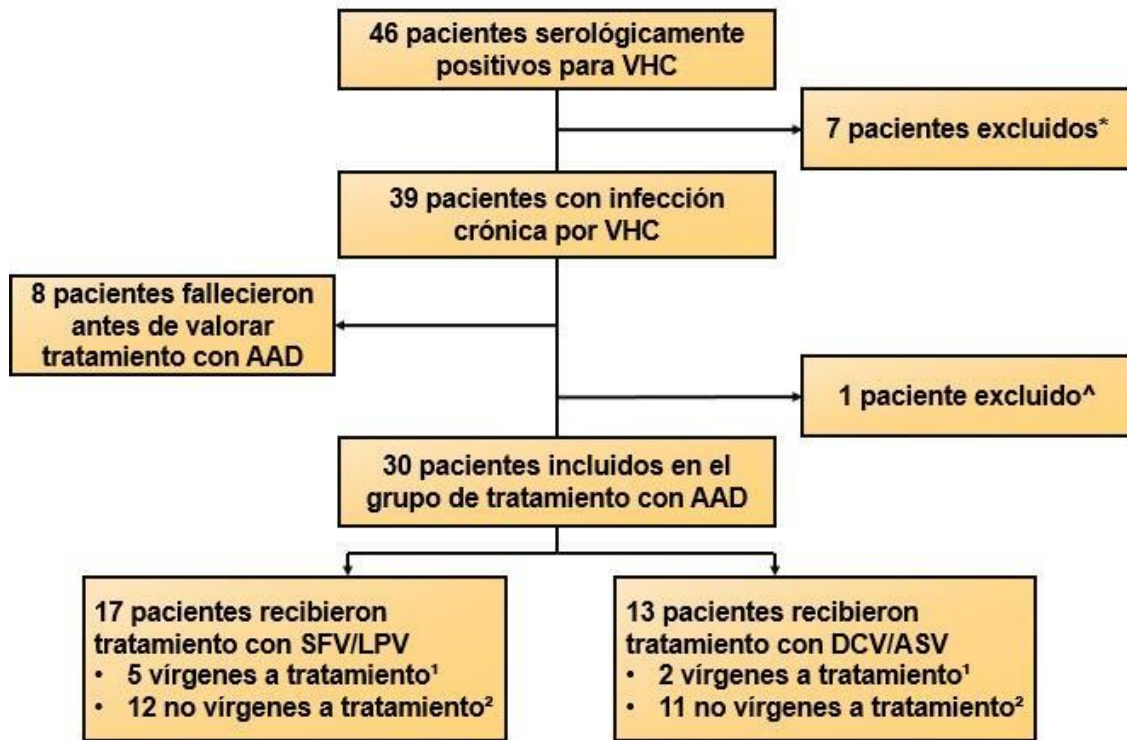 46 pacientes serológicamente
positivos para VHC
7 pacientes excluidos*
39 pacientes con infección
crónica por VHC
8 pacientes fallecieron
antes de valorar
tratamiento con AAD
1 paciente excluido^
30 pacientes incluidos en el
grupo de tratamiento con AAD
17 pacientes recibieron
tratamiento con SFV/LPV
• 5 vírgenes a tratamiento¹
• 12 no vírgenes a tratamiento²
13 pacientes recibieron
tratamiento con DCV/ASV
• 2 vírgenes a tratamiento¹
• 11 no vírgenes a tratamiento²